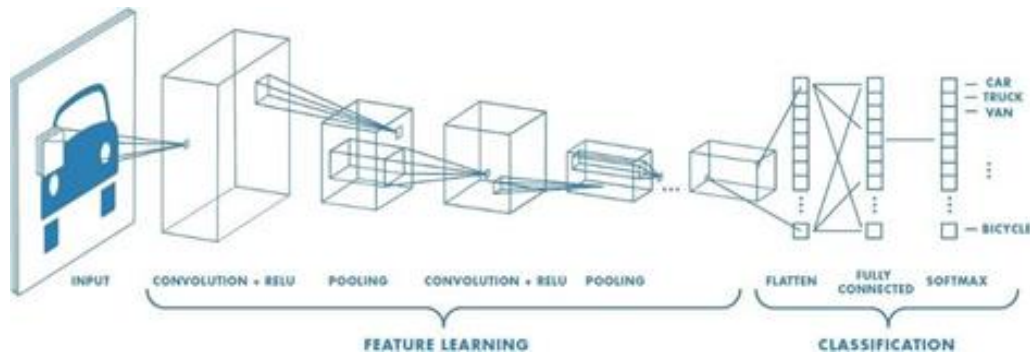 CAR
TRUCK
VAN
BICYCLE
INPUT
CONVOLUTION + RELU
POOLING
CONVOLUTION + RELU
POOLING
FLATTEN
FULLY
CONNECTED
SOFTMAX
FEATURE LEARNING
CLASSIFICATION